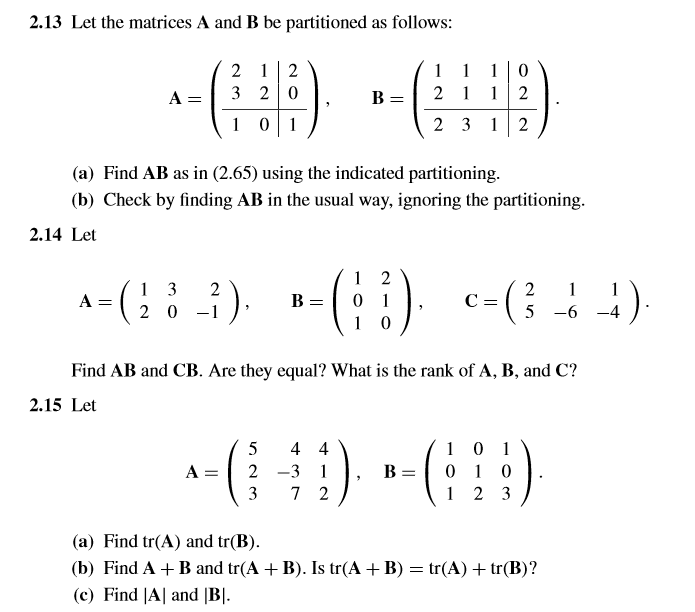 2.13 Let the matrices A and B be partitioned as follows:
A = ( 2 1 | 2
3 2 | 0
1 0 | 1 ), B = ( 1 1 1 | 0
2 1 1 | 2
2 3 1 | 2 ).
(a) Find AB as in (2.65) using the indicated partitioning.
(b) Check by finding AB in the usual way, ignoring the partitioning.
2.14 Let
A = ( 1 3 2
2 0 −1 ), B = ( 1 2
0 1
1 0 ), C = ( 2 1 1
5 −6 −4 ).
Find AB and CB. Are they equal? What is the rank of A, B, and C?
2.15 Let
A = ( 5 4 4
2 −3 1
3 7 2 ), B = ( 1 0 1
0 1 0
1 2 3 ).
(a) Find tr(A) and tr(B).
(b) Find A + B and tr(A + B). Is tr(A + B) = tr(A) + tr(B)?
(c) Find |A| and |B|.